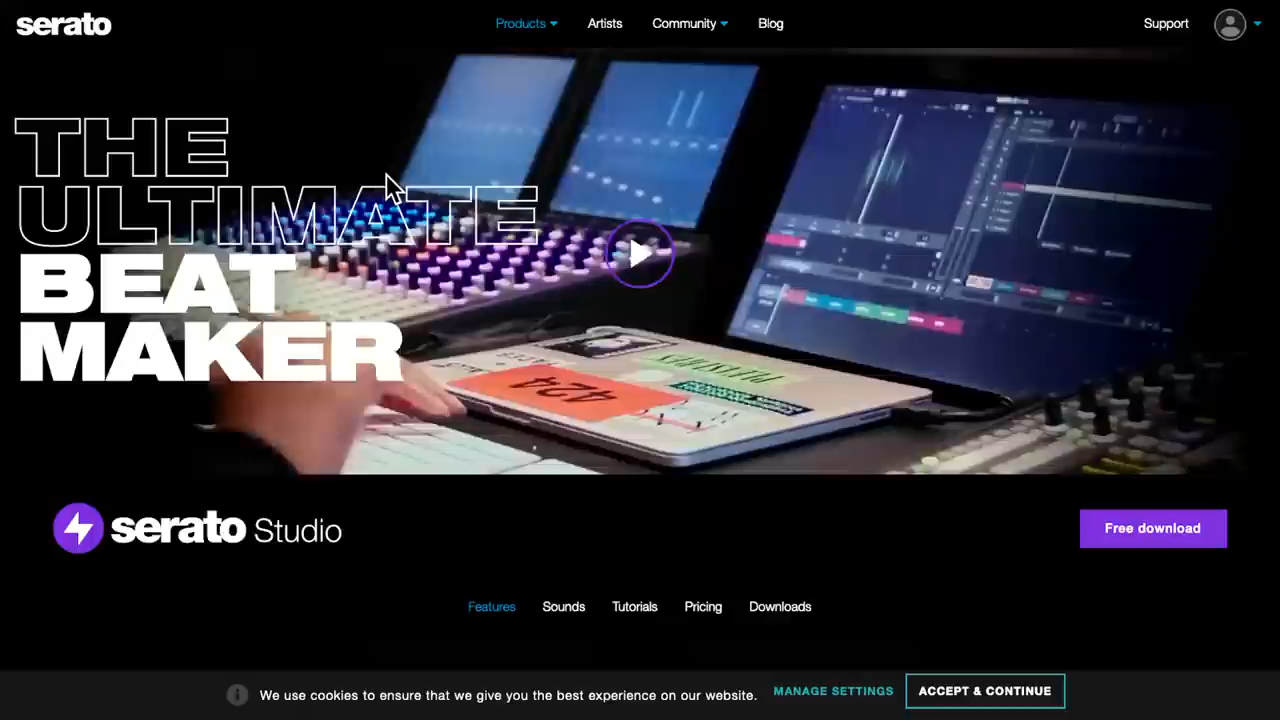 serato
Products
Artists
Community
Blog
Support
THE
ULTIMATE
BEAT
MAKER
424
serato Studio
Free download
Features
Sounds
Tutorials
Pricing
Downloads
We use cookies to ensure that we give you the best experience on our website.
MANAGE SETTINGS
ACCEPT & CONTINUE